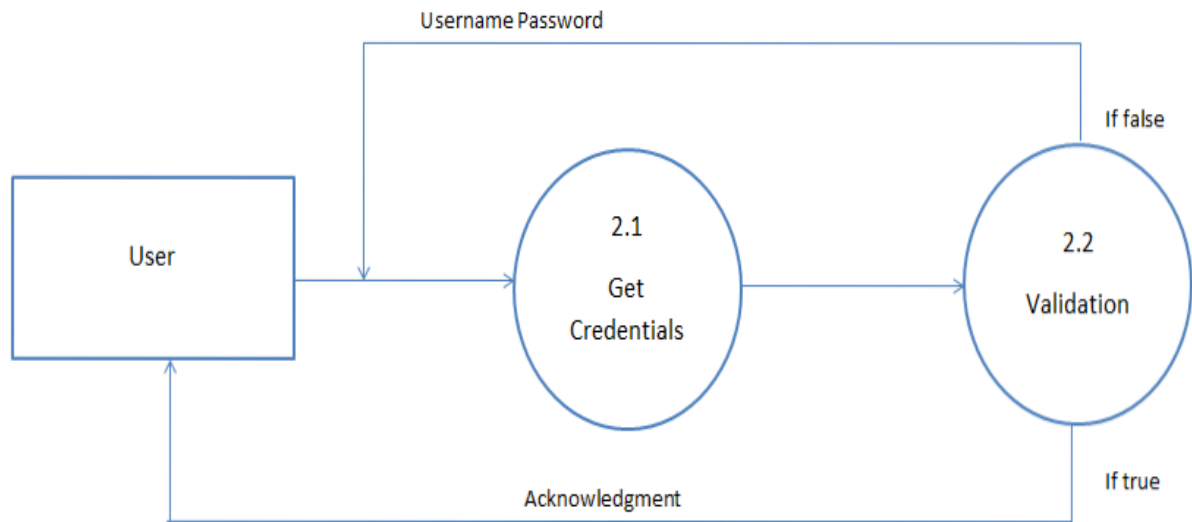 Username Password
If false
User
2.1
Get
Credentials
2.2
Validation
If true
Acknowledgment